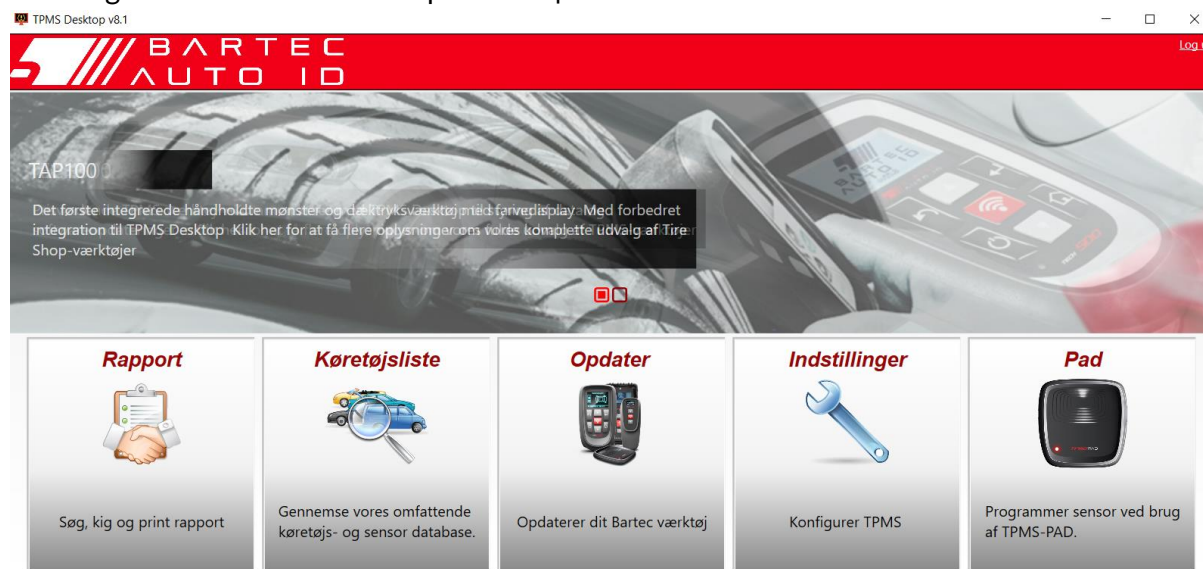 TPMS Desktop v8.1
BARTEC
AUTO ID
Log
TAP100
Det første integrerede håndholdte mønster og dæktryksværktøj med farvedisplay. Med forbedret
integration til TPMS Desktop. Klik her for at få flere oplysninger om vores komplette udvalg af Tire
Shop-værktøjer
Rapport
Køretøjsliste
Opdater
Indstillinger
Pad
Søg, kig og print rapport
Gennemse vores omfattende
køretøjs- og sensor database.
Opdaterer dit Bartec værktøj
Konfigurer TPMS
Programmer sensor ved brug
af TPMS-PAD.